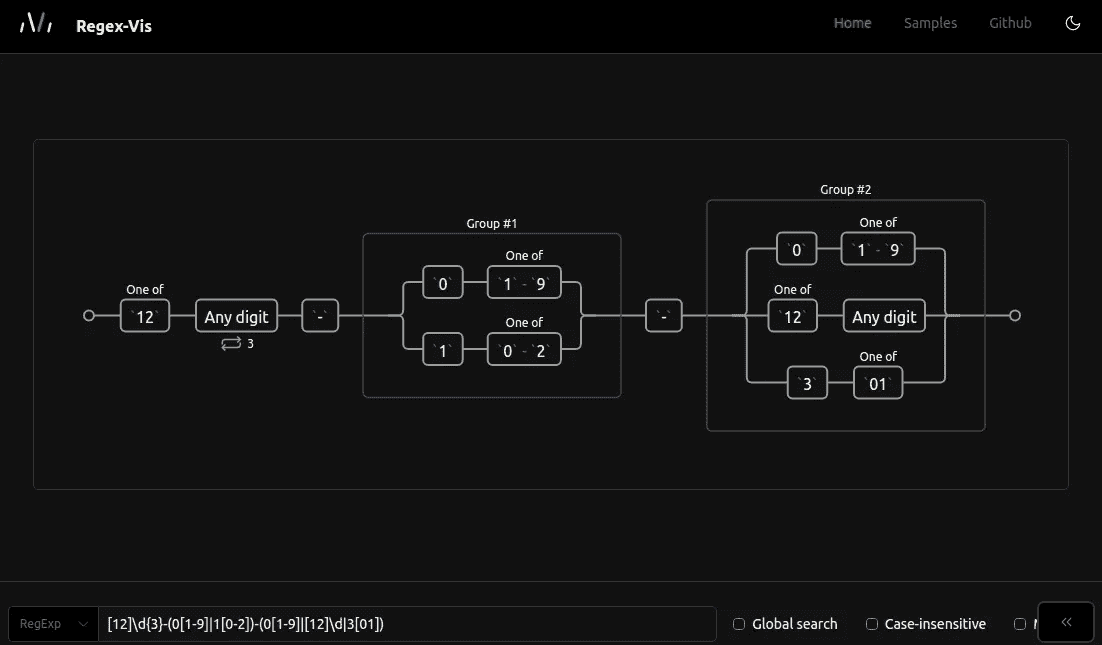 Regex-Vis
Home Samples Github
Group #1
Group #2
One of
`12`
Any digit
3
`-`
`0`
One of
`1` - `9`
`1`
One of
`0` - `2`
`-`
`0`
One of
`1` - `9`
One of
`12`
Any digit
`3`
One of
`01`
RegExp
[12]\d{3}-(0[1-9]|1[0-2])-(0[1-9]|[12]\d|3[01])
Global search
Case-insensitive